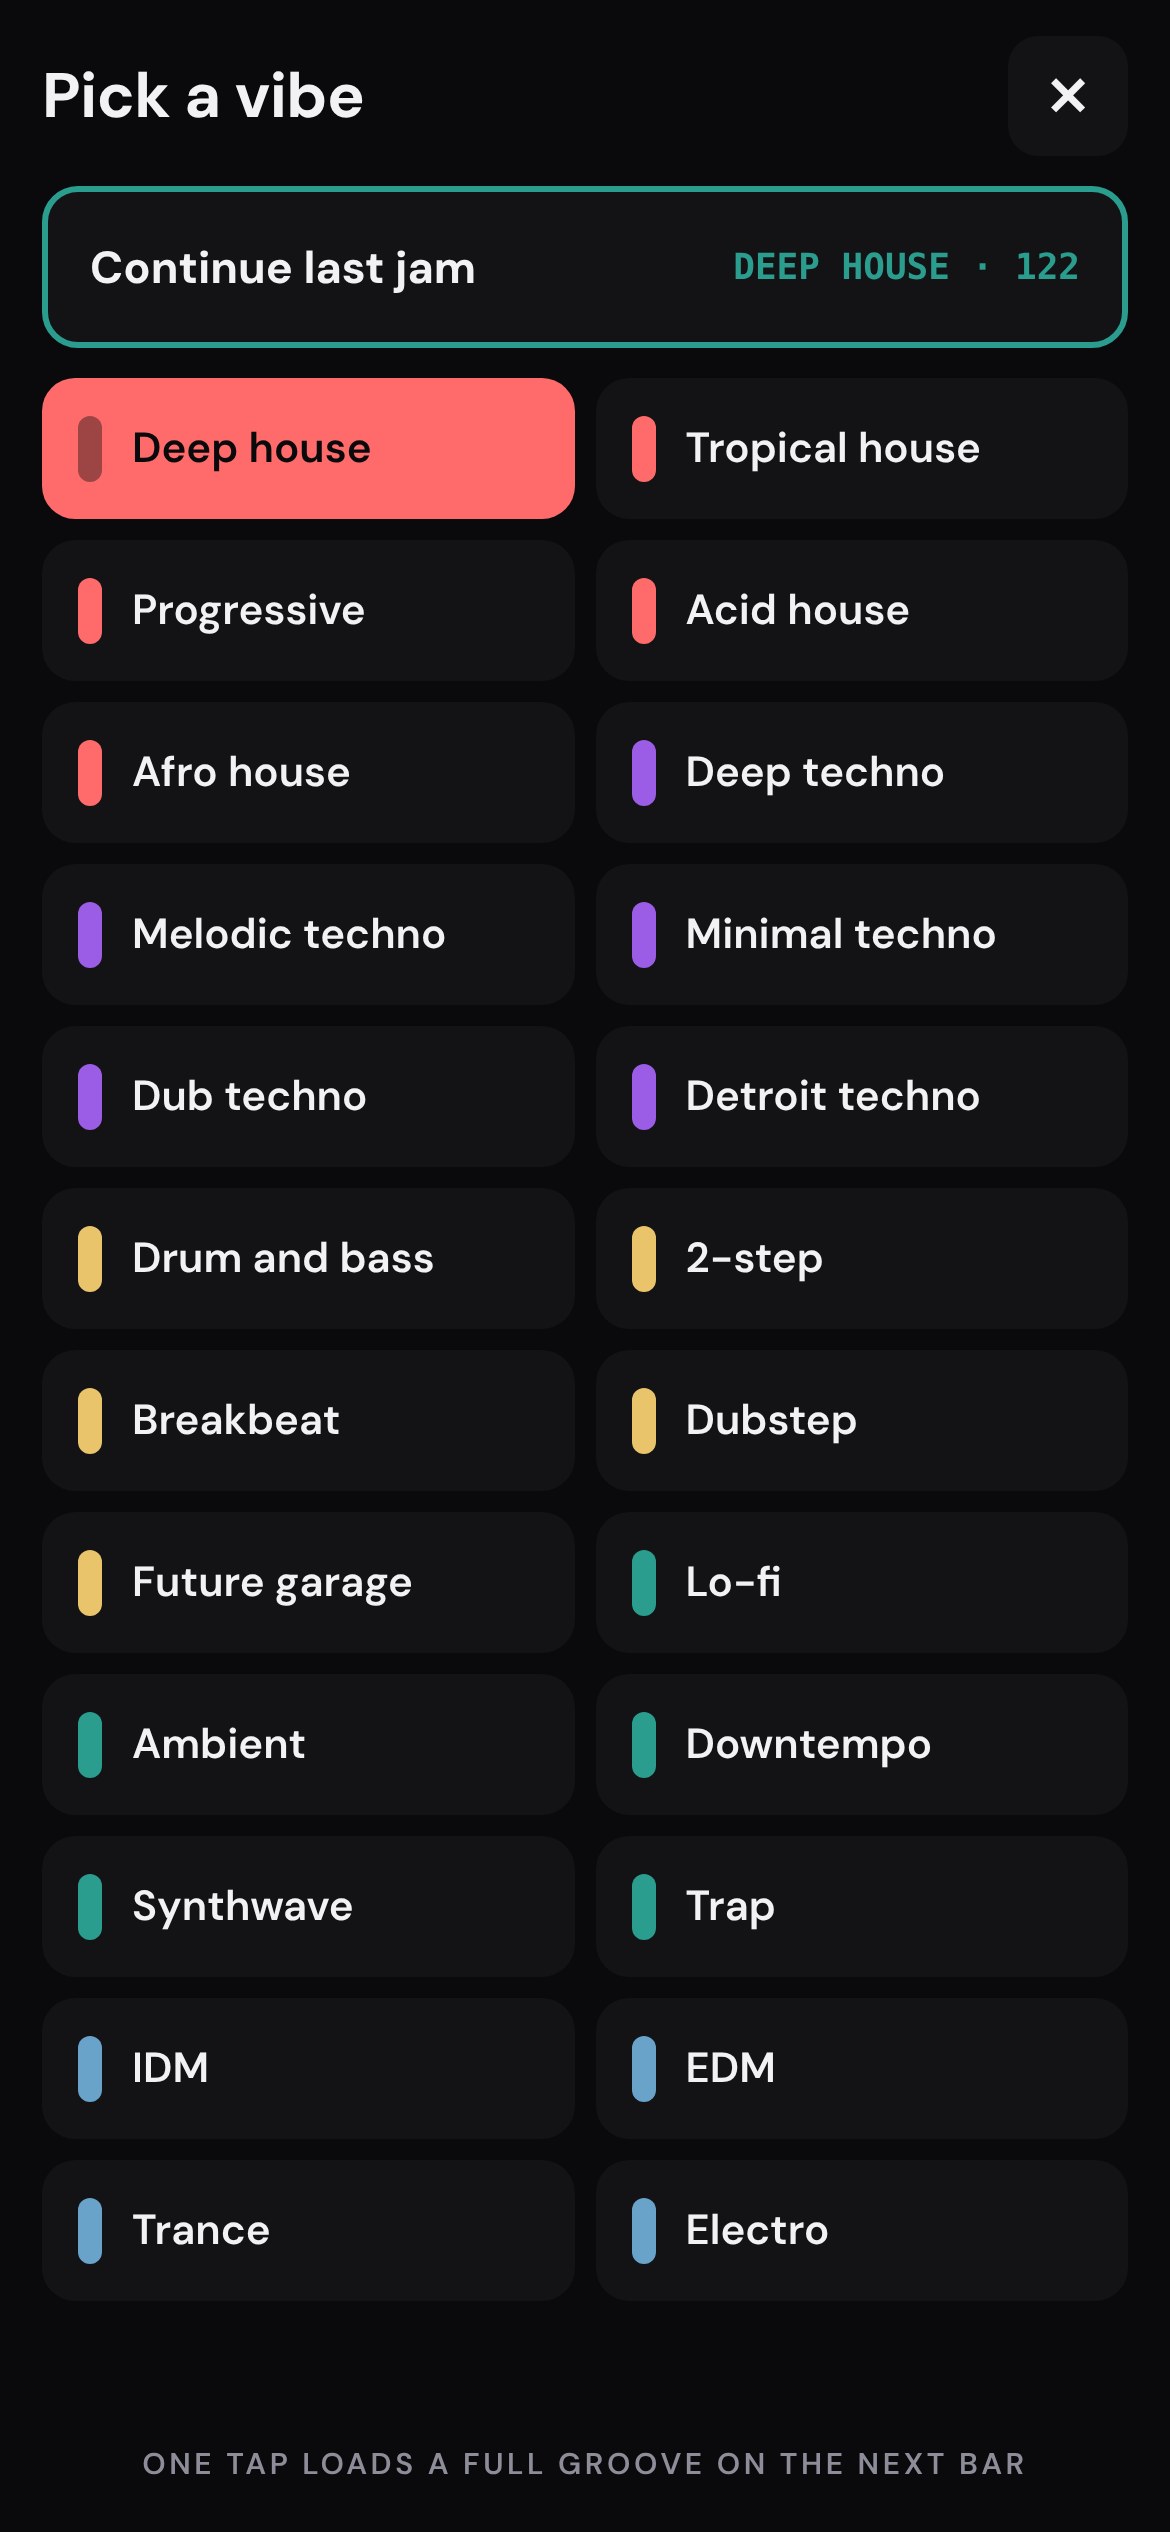 Pick a vibe
Continue last jam DEEP HOUSE · 122
Deep house Tropical house
Progressive Acid house
Afro house Deep techno
Melodic techno Minimal techno
Dub techno Detroit techno
Drum and bass 2-step
Breakbeat Dubstep
Future garage Lo-fi
Ambient Downtempo
Synthwave Trap
IDM EDM
Trance Electro
ONE TAP LOADS A FULL GROOVE ON THE NEXT BAR